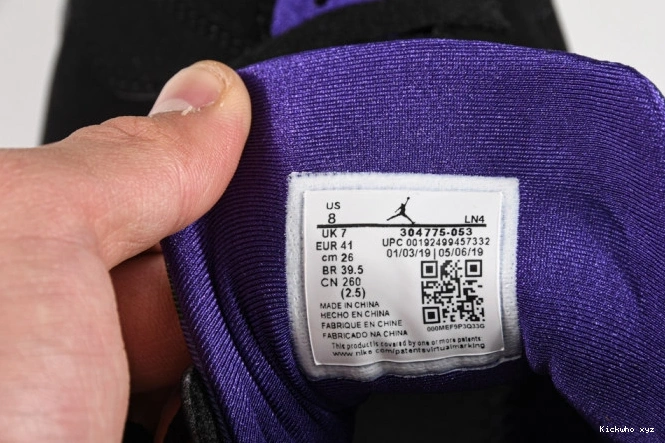 US
8
LN4
UK 7
304775-053
EUR 41
UPC 00192499457332
cm 26
01/03/19 | 05/06/19
BR 39.5
CN 260
(2.5)
MADE IN CHINA
HECHO EN CHINA
FABRIQUE EN CHINE
FABRICADO NA CHINA
000MEF9P3Q33G
This product is covered by one or more patents
www.nike.com/patentsvirtualmarking
Kickwho xyz